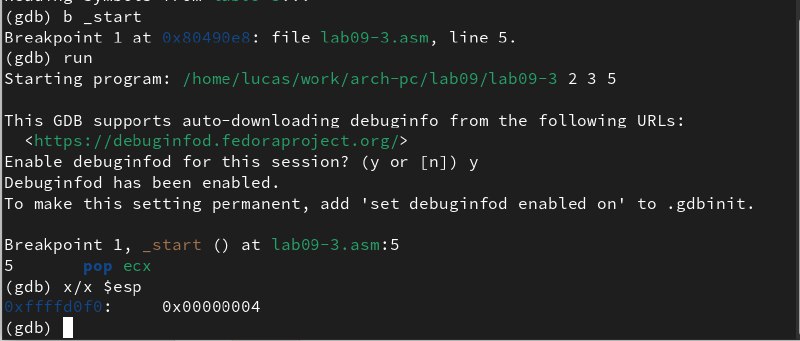 (gdb) b _start
Breakpoint 1 at 0x80490e8: file lab09-3.asm, line 5.
(gdb) run
Starting program: /home/lucas/work/arch-pc/lab09/lab09-3 2 3 5
This GDB supports auto-downloading debuginfo from the following URLs:
  <https://debuginfod.fedoraproject.org/>
Enable debuginfod for this session? (y or [n]) y
Debuginfod has been enabled.
To make this setting permanent, add 'set debuginfod enabled on' to .gdbinit.
Breakpoint 1, _start () at lab09-3.asm:5
5       pop ecx
(gdb) x/x $esp
0xffffd0f0:     0x00000004
(gdb)